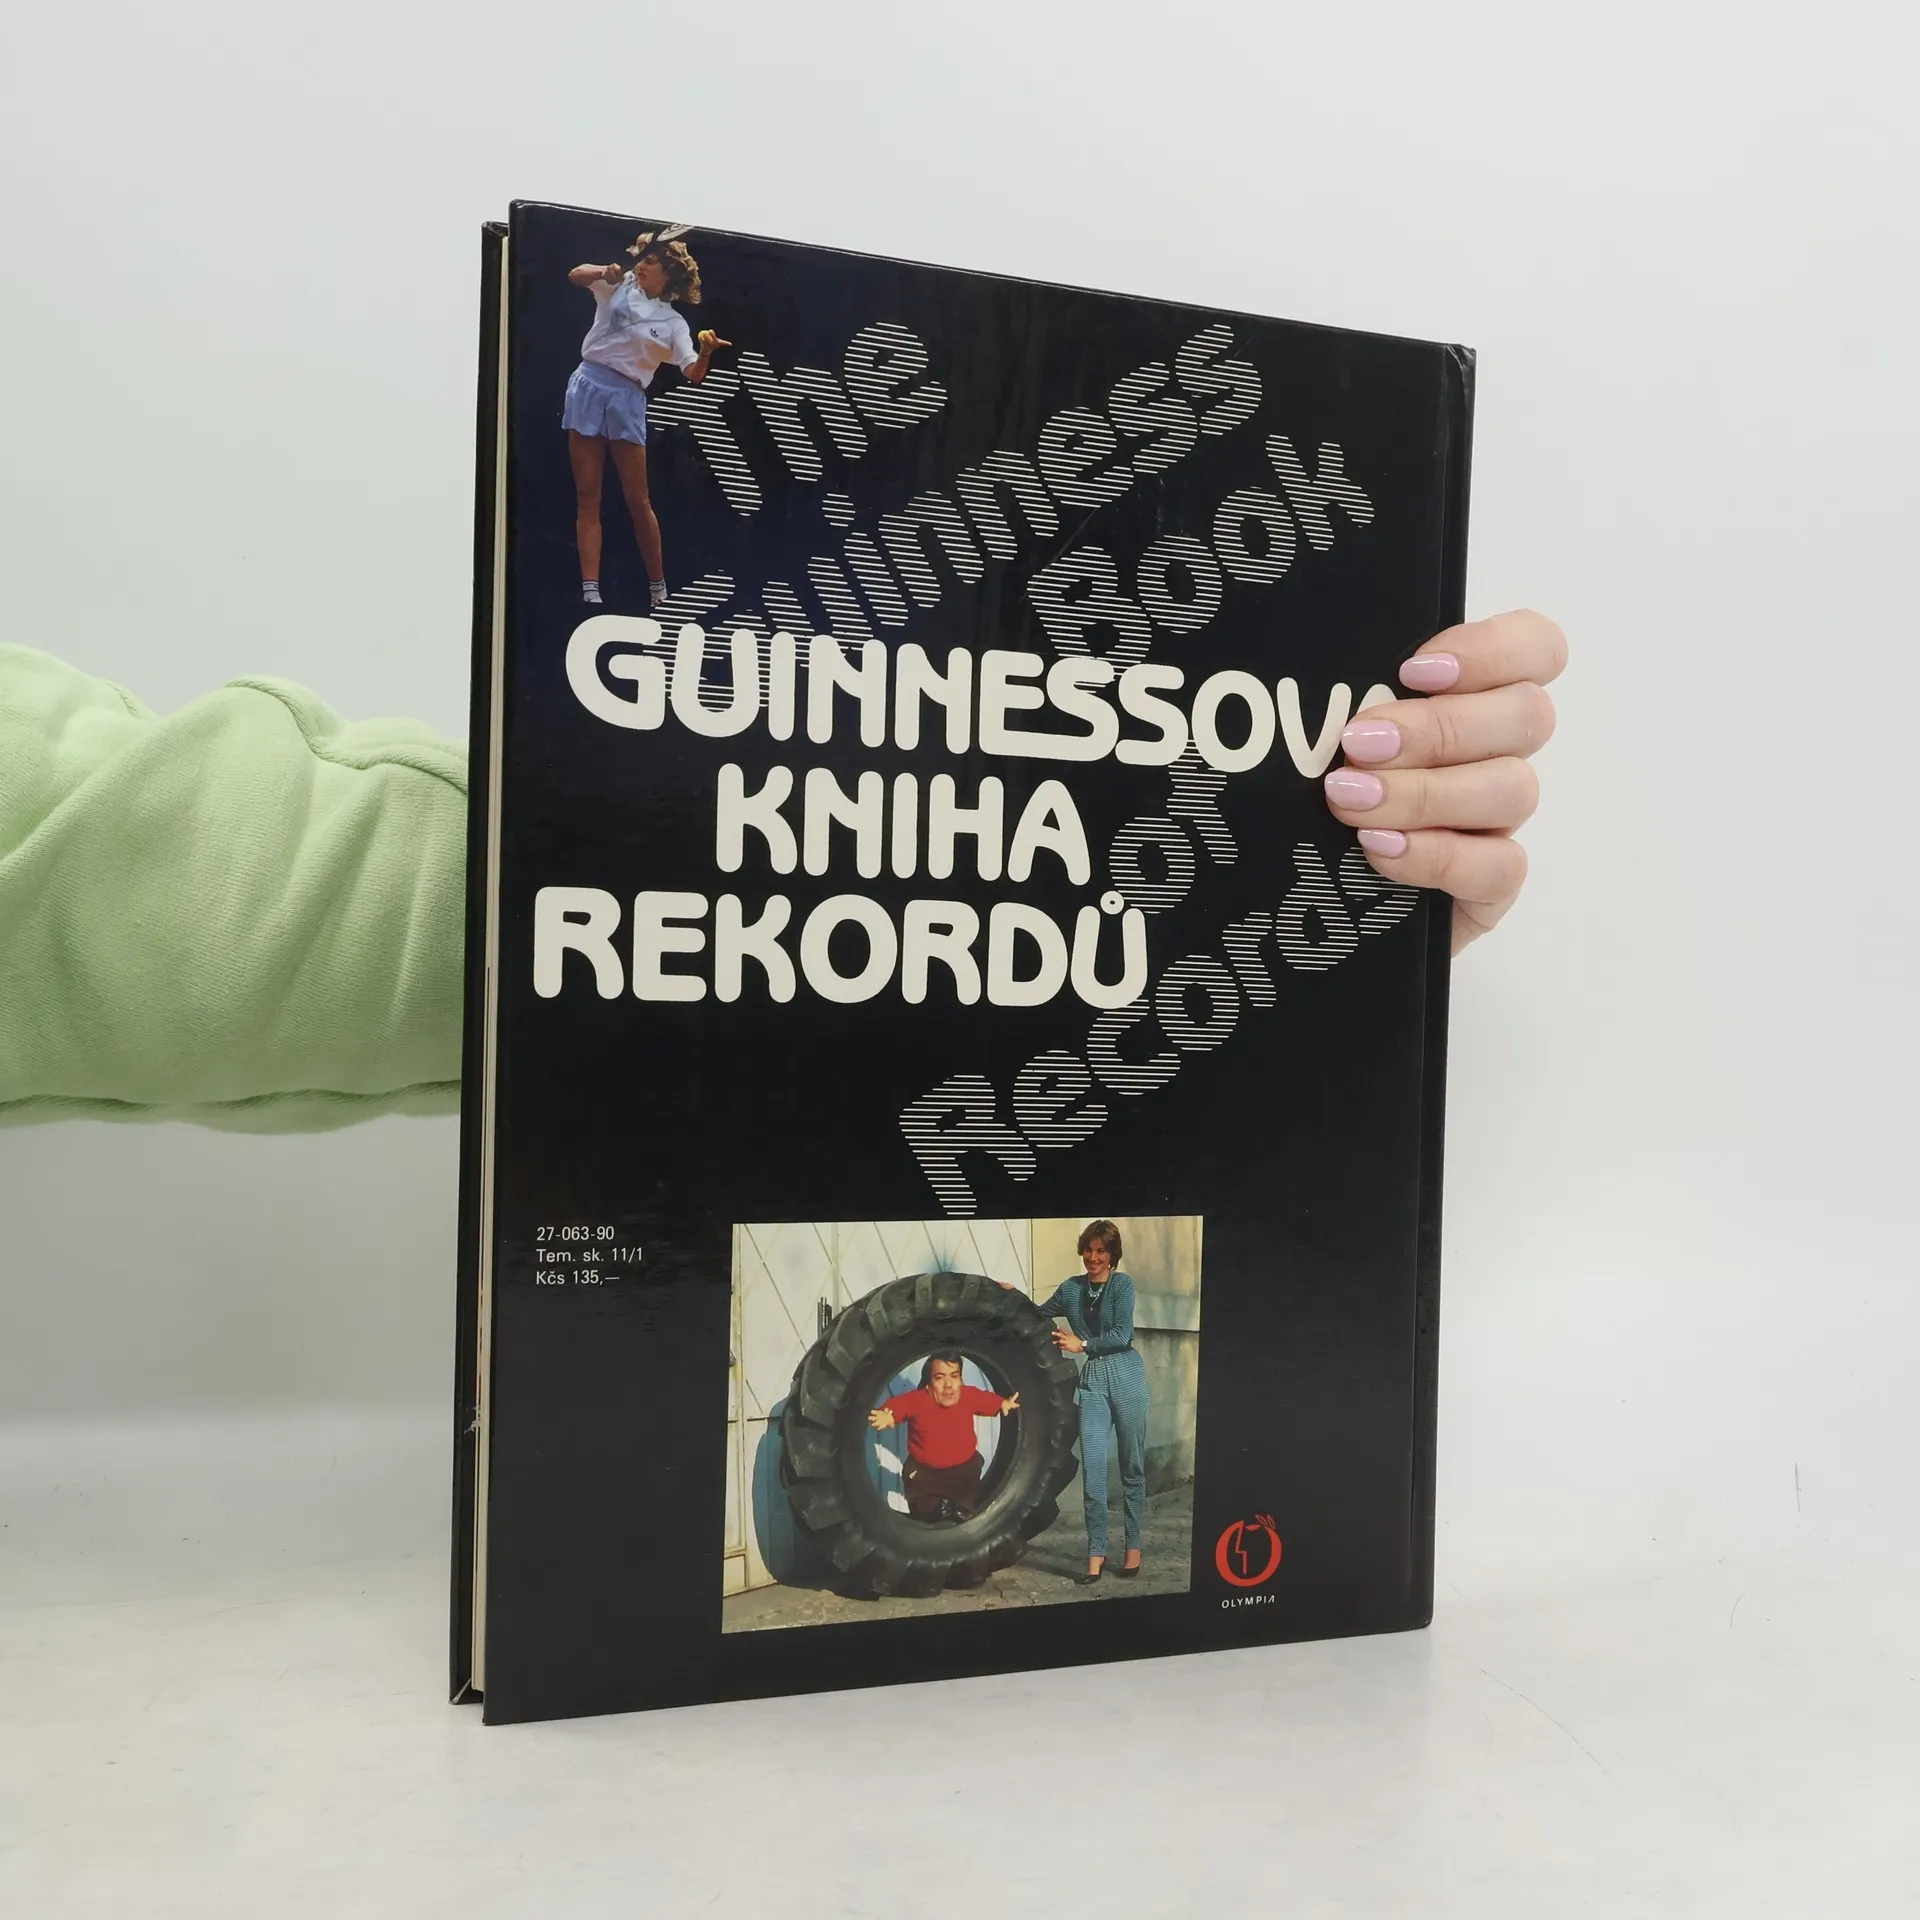 The
Guinness
Book
of
Records
GUINNESSOVA
KNIHA
REKORDŮ
27-063-90
Tem. sk. 11/1
Kčs 135,—
OLYMPIA